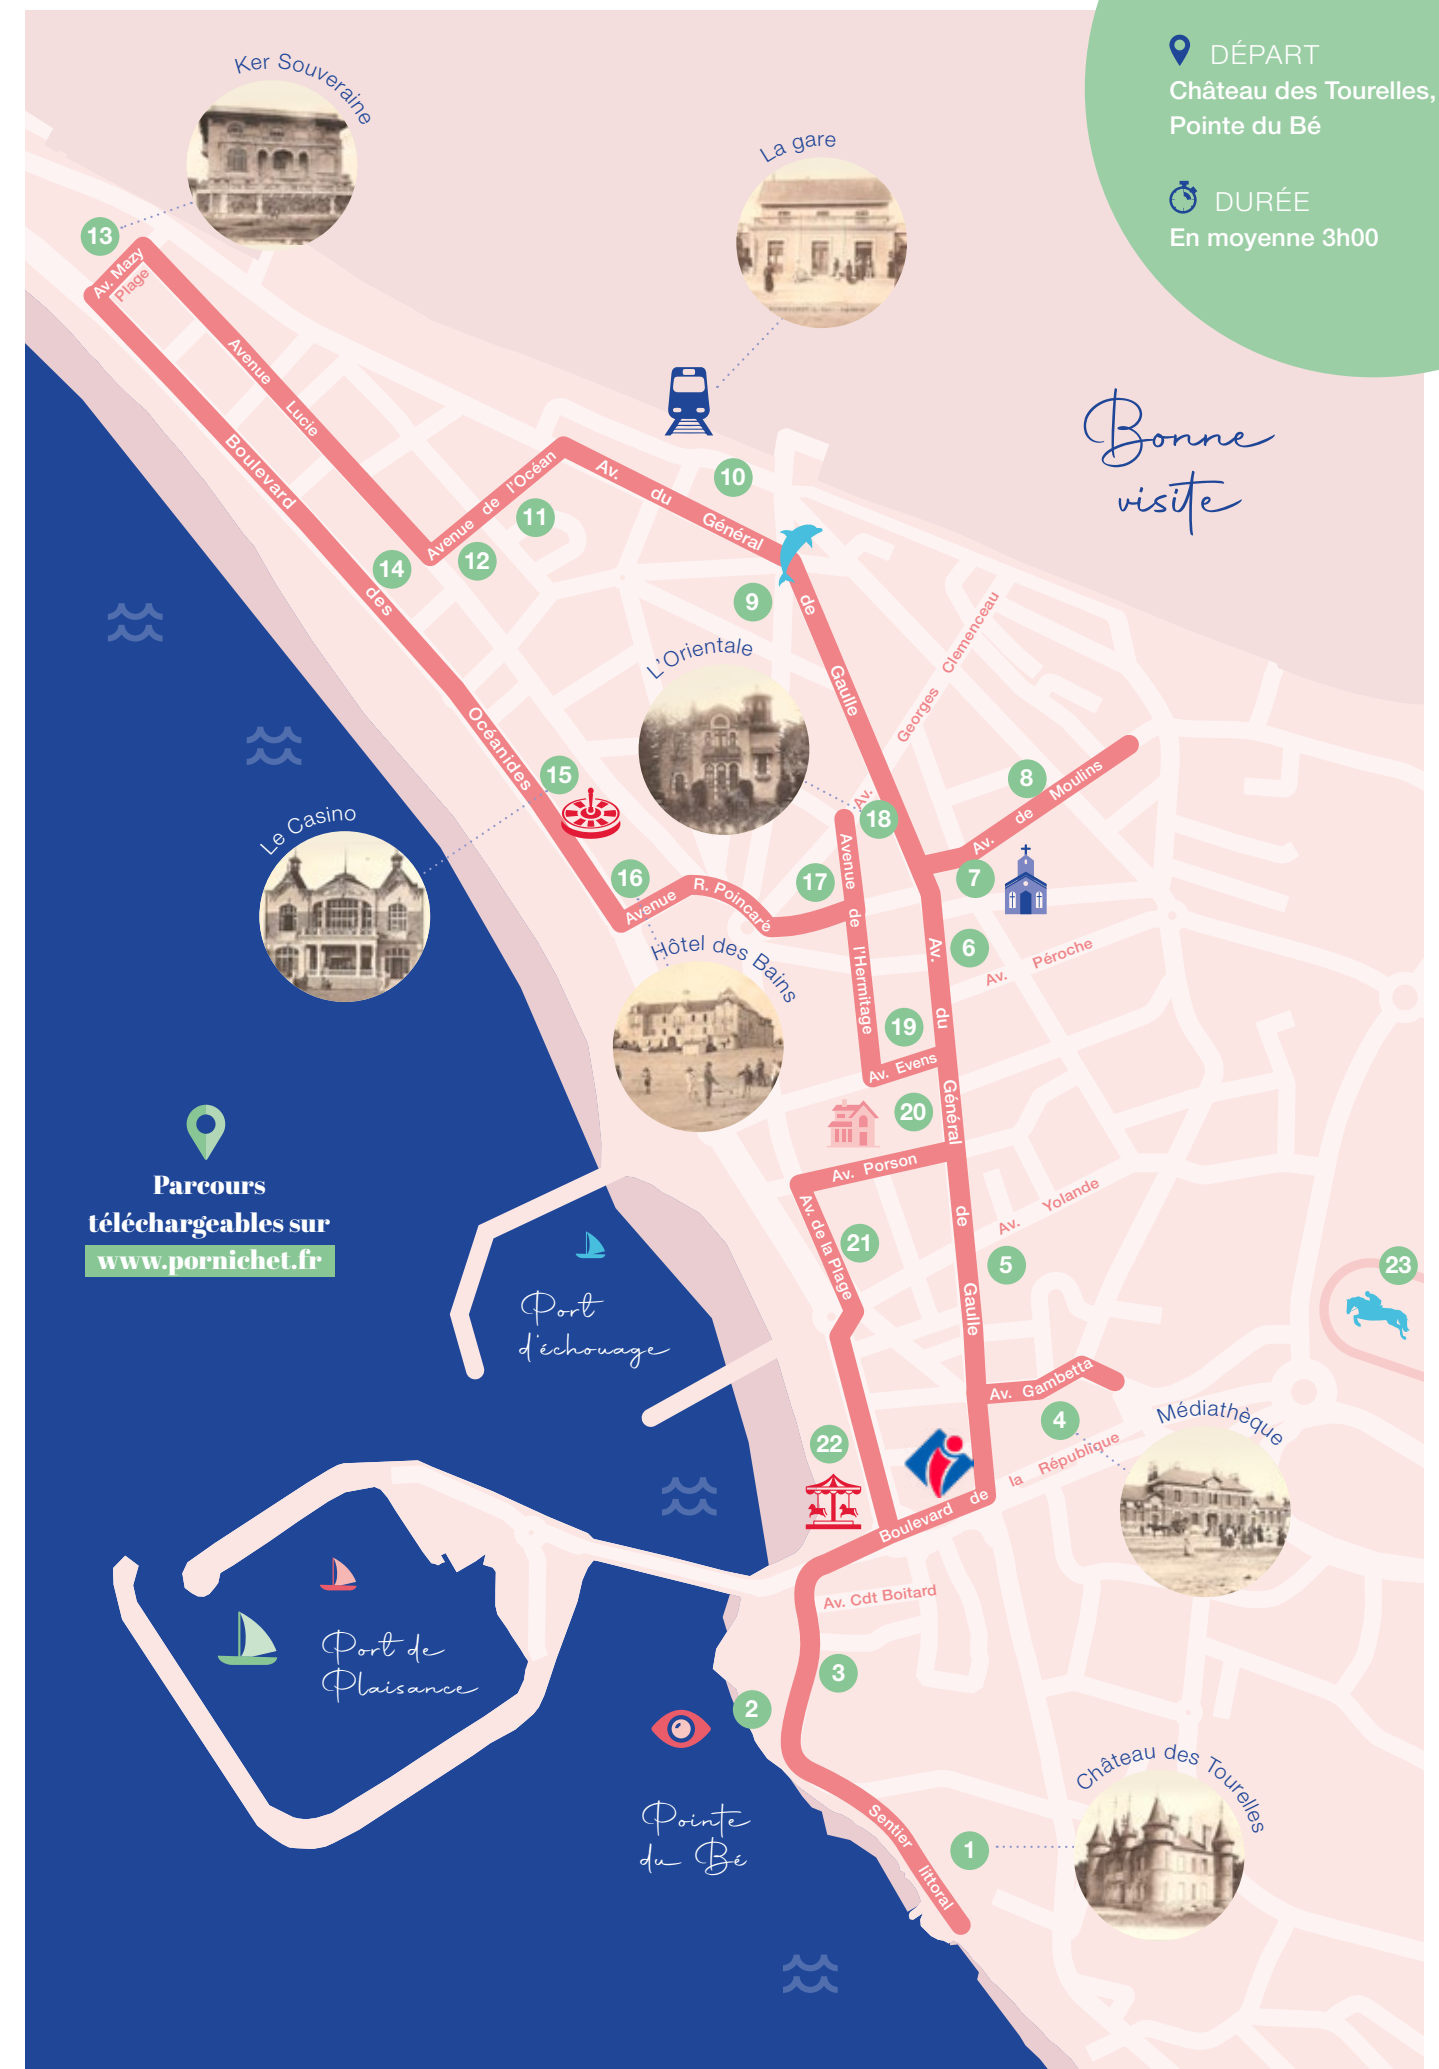 DÉPART
Château des Tourelles,
Pointe du Bé
DURÉE
En moyenne 3h00
Bonne
visite
Ker Souveraine
La gare
13
Av. Mazy
Plage
Avenue Lucie
Boulevard des Océanides
Avenue de l'Océan
Av. du Général de Gaulle
10
11
12
14
9
L'Orientale
Georges Clemenceau
Av.
15
Le Casino
8
Av. de Moulins
18
7
16
17
Avenue R. Poincaré
Avenue de l'Hermitage
Hôtel des Bains
6
Av. Péroche
Av. du Général de Gaulle
19
Av. Evens
20
Av. Porson
Av. Yolande
Parcours
téléchargeables sur
www.pornichet.fr
21
Av. de la Plage
5
23
Port
d'échouage
Av. Gambetta
4
Médiathèque
22
Boulevard de la République
Av. Cdt Boitard
Port de
Plaisance
3
2
Pointe
du Bé
Château des Tourelles
1
Sentier littoral